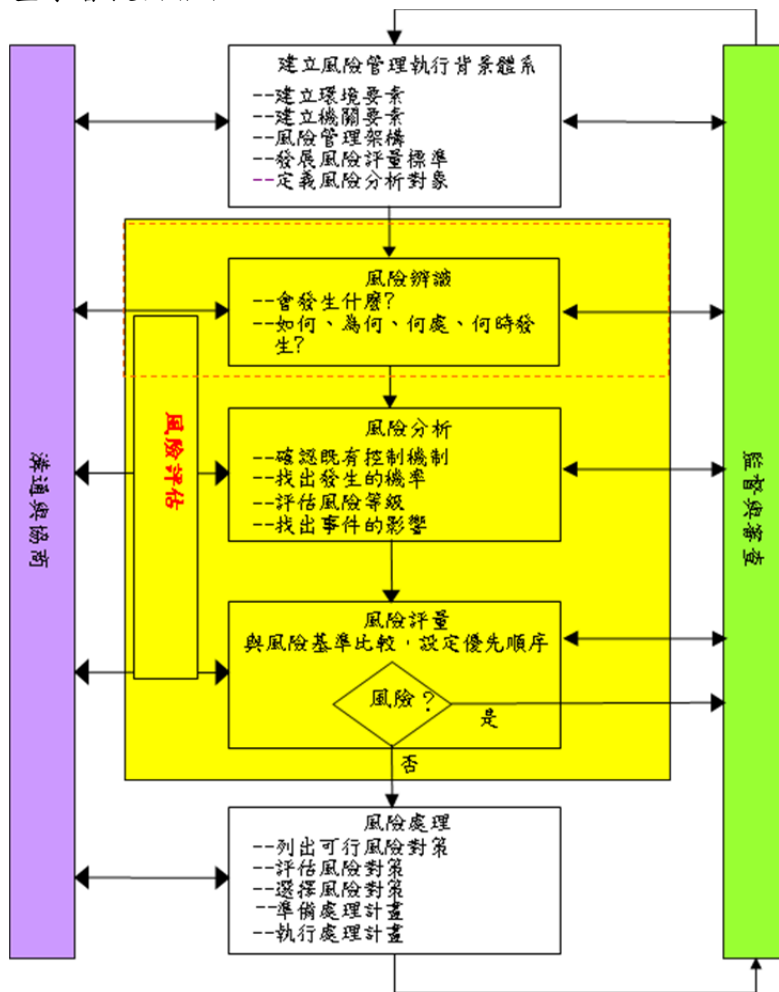 建立風險管理執行背景體系
--建立環境要素
--建立機關要素
--風險管理架構
--發展風險評量標準
--定義風險分析對象
風險辨識
--會發生什麼?
--如何、為何、何處、何時發
生?
風險評估
風險分析
--確認既有控制機制
--找出發生的機率
--評估風險等級
--找出事件的影響
溝通與協商
監督與審查
風險評量
與風險基準比較，設定優先順序
風險？
是
否
風險處理
--列出可行風險對策
--評估風險對策
--選擇風險對策
--準備處理計畫
--執行處理計畫